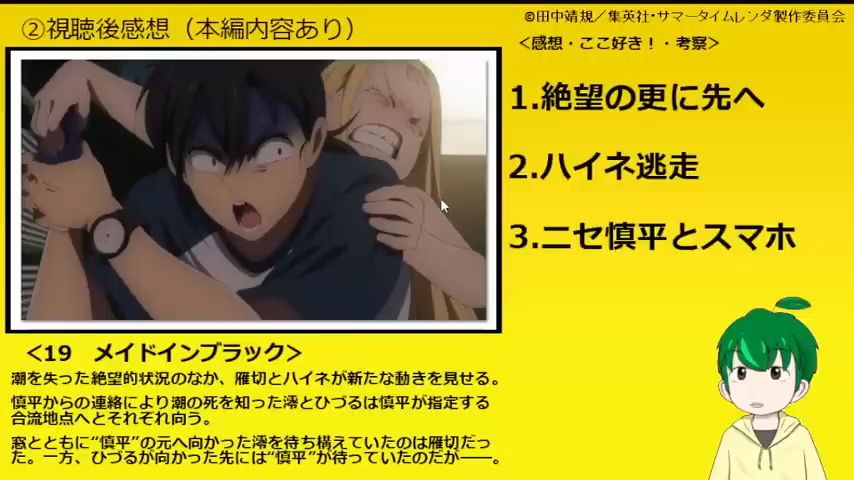 ②視聴後感想（本編内容あり）
©田中靖規／集英社・サマータイムレンダ製作委員会
＜感想・ここ好き！・考察＞
1.絶望の更に先へ
2.ハイネ逃走
3.ニセ慎平とスマホ
＜19　メイドインブラック＞
潮を失った絶望的状況のなか、雁切とハイネが新たな動きを見せる。
慎平からの連絡により潮の死を知った澪とひづるは慎平が指定する
合流地点へとそれぞれ向う。
窓とともに“慎平”の元へ向かった澪を待ち構えていたのは雁切だっ
た。一方、ひづるが向かった先には“慎平”が待っていたのだが――。